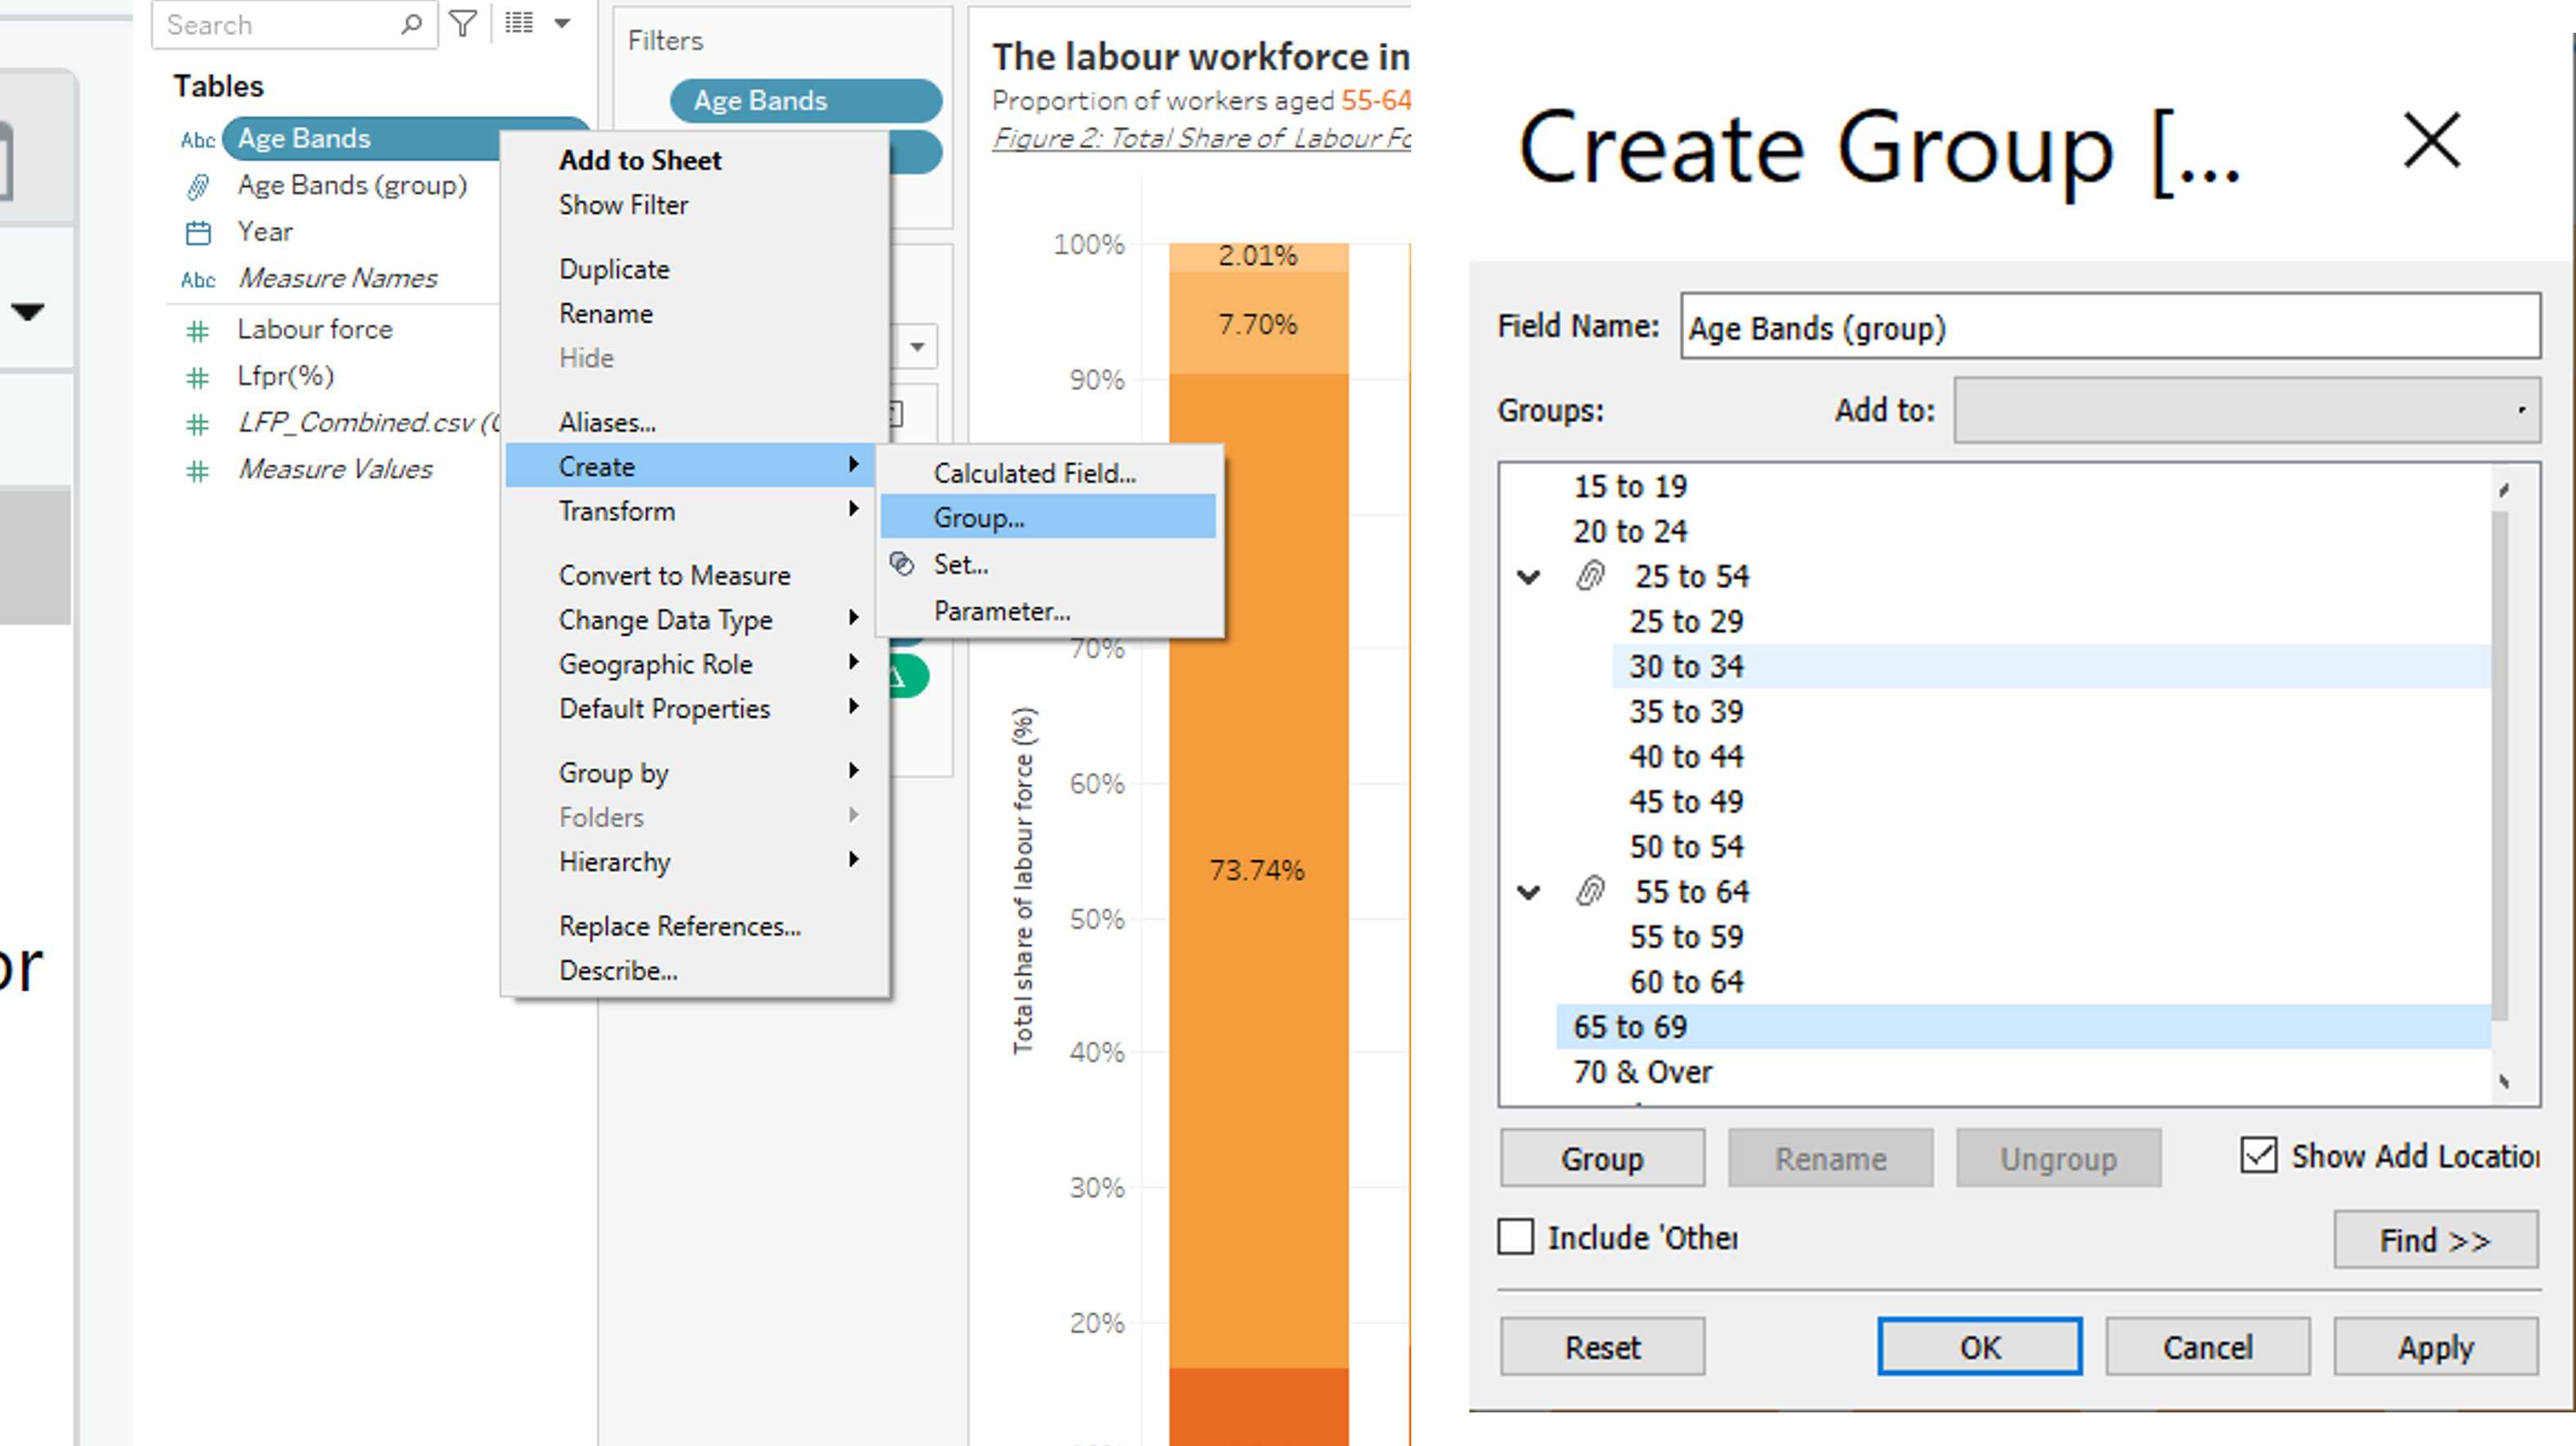 or
Search
Tables
Abc Age Bands
Age Bands (group)
Year
Abc Measure Names
Labour force
Lfpr(%)
LFP_Combined.csv (
Measure Values
Add to Sheet
Show Filter
Duplicate
Rename
Hide
Aliases...
Create
Transform
Convert to Measure
Change Data Type
Geographic Role
Default Properties
Group by
Folders
Hierarchy
Replace References...
Describe...
Calculated Field...
Group...
Set...
Parameter...
Filters
Age Bands
The labour workforce in
Proportion of workers aged 55-64
Figure 2: Total Share of Labour Fo
Total share of labour force (%)
100%
90%
70%
60%
50%
40%
30%
20%
2.01%
7.70%
73.74%
Create Group [...
Field Name: Age Bands (group)
Groups: Add to:
15 to 19
20 to 24
25 to 54
25 to 29
30 to 34
35 to 39
40 to 44
45 to 49
50 to 54
55 to 64
55 to 59
60 to 64
65 to 69
70 & Over
Group Rename Ungroup Show Add Location
Include 'Other
Find >>
Reset OK Cancel Apply